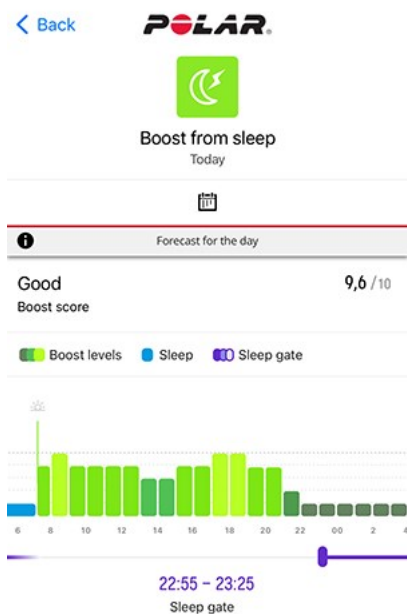 Back
POLAR
Boost from sleep
Today
Forecast for the day
Good
9,6 /10
Boost score
Boost levels
Sleep
Sleep gate
6 8 10 12 14 16 18 20 22 00 2 4
22:55 – 23:25
Sleep gate